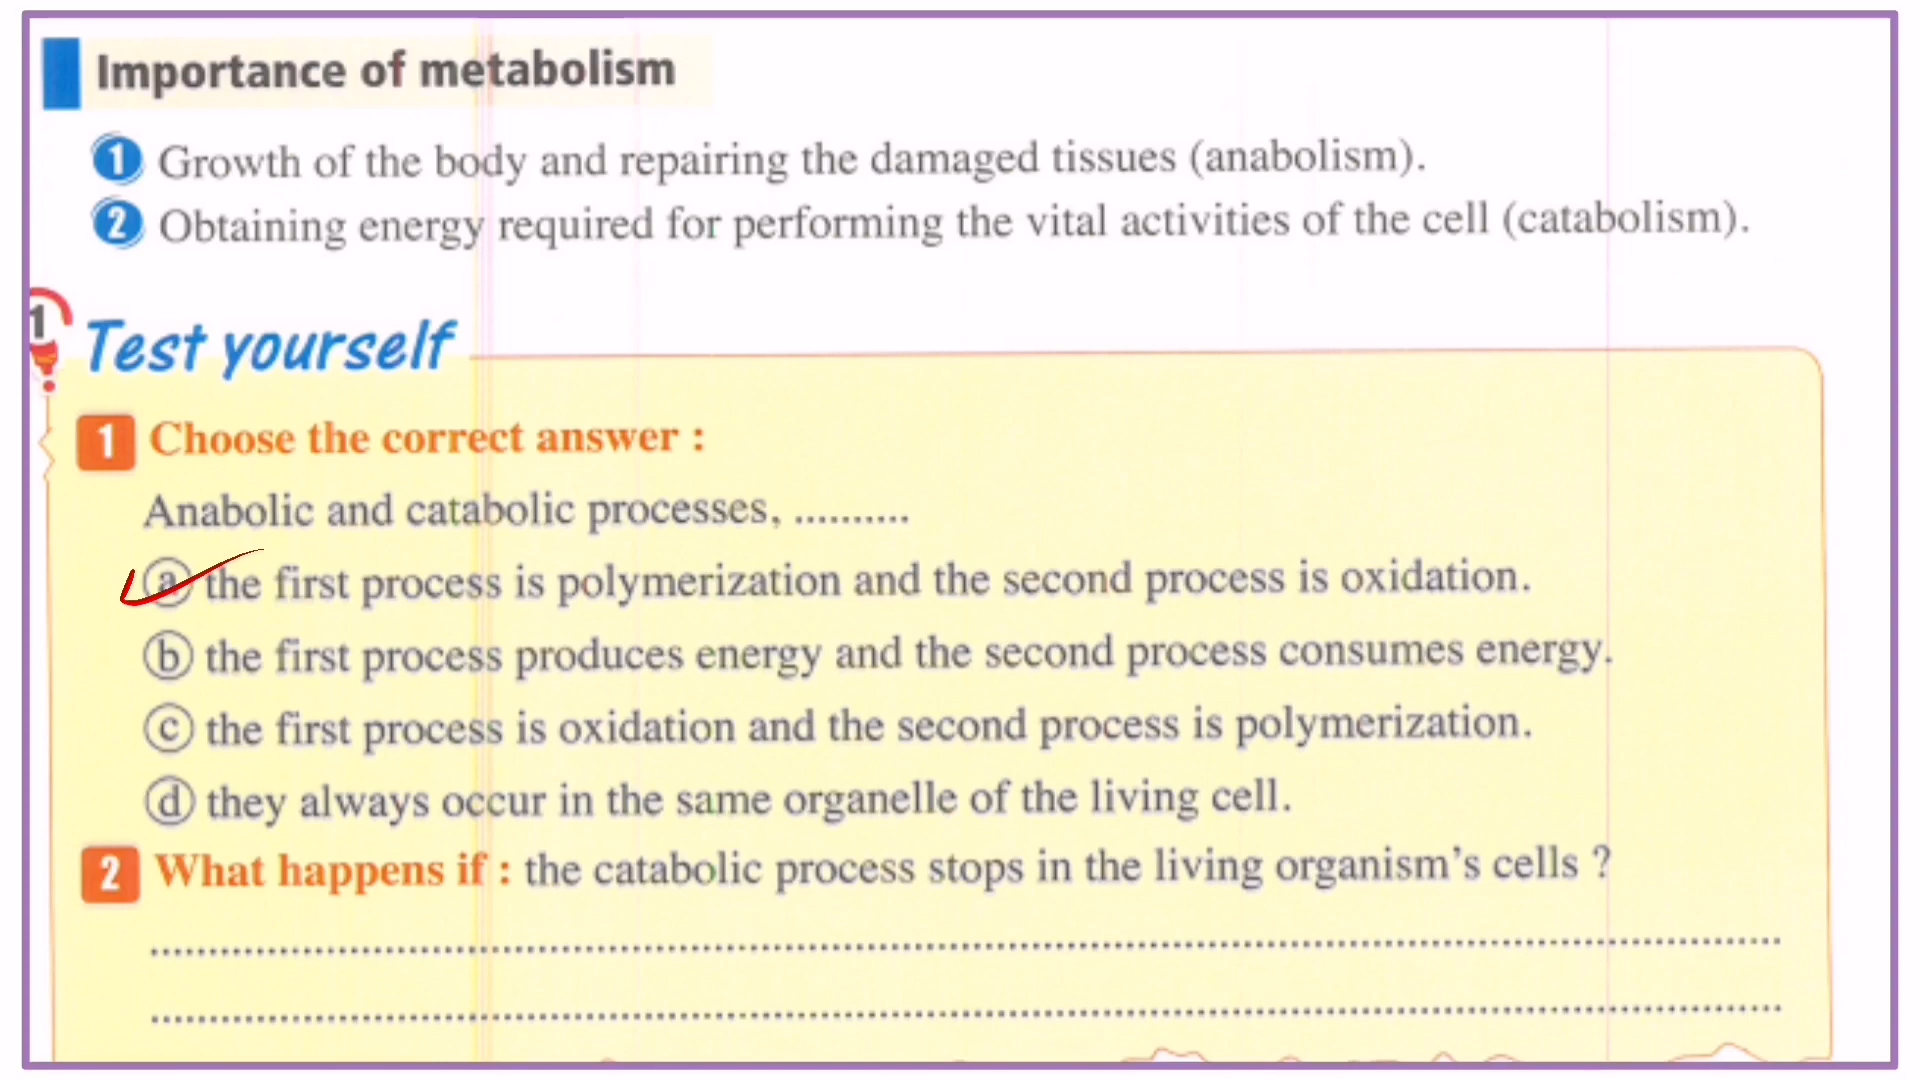 Importance of metabolism
1 Growth of the body and repairing the damaged tissues (anabolism).
2 Obtaining energy required for performing the vital activities of the cell (catabolism).
1
Test yourself
1 Choose the correct answer :
Anabolic and catabolic processes, ..........
a the first process is polymerization and the second process is oxidation.
b the first process produces energy and the second process consumes energy.
c the first process is oxidation and the second process is polymerization.
d they always occur in the same organelle of the living cell.
2 What happens if : the catabolic process stops in the living organism's cells ?